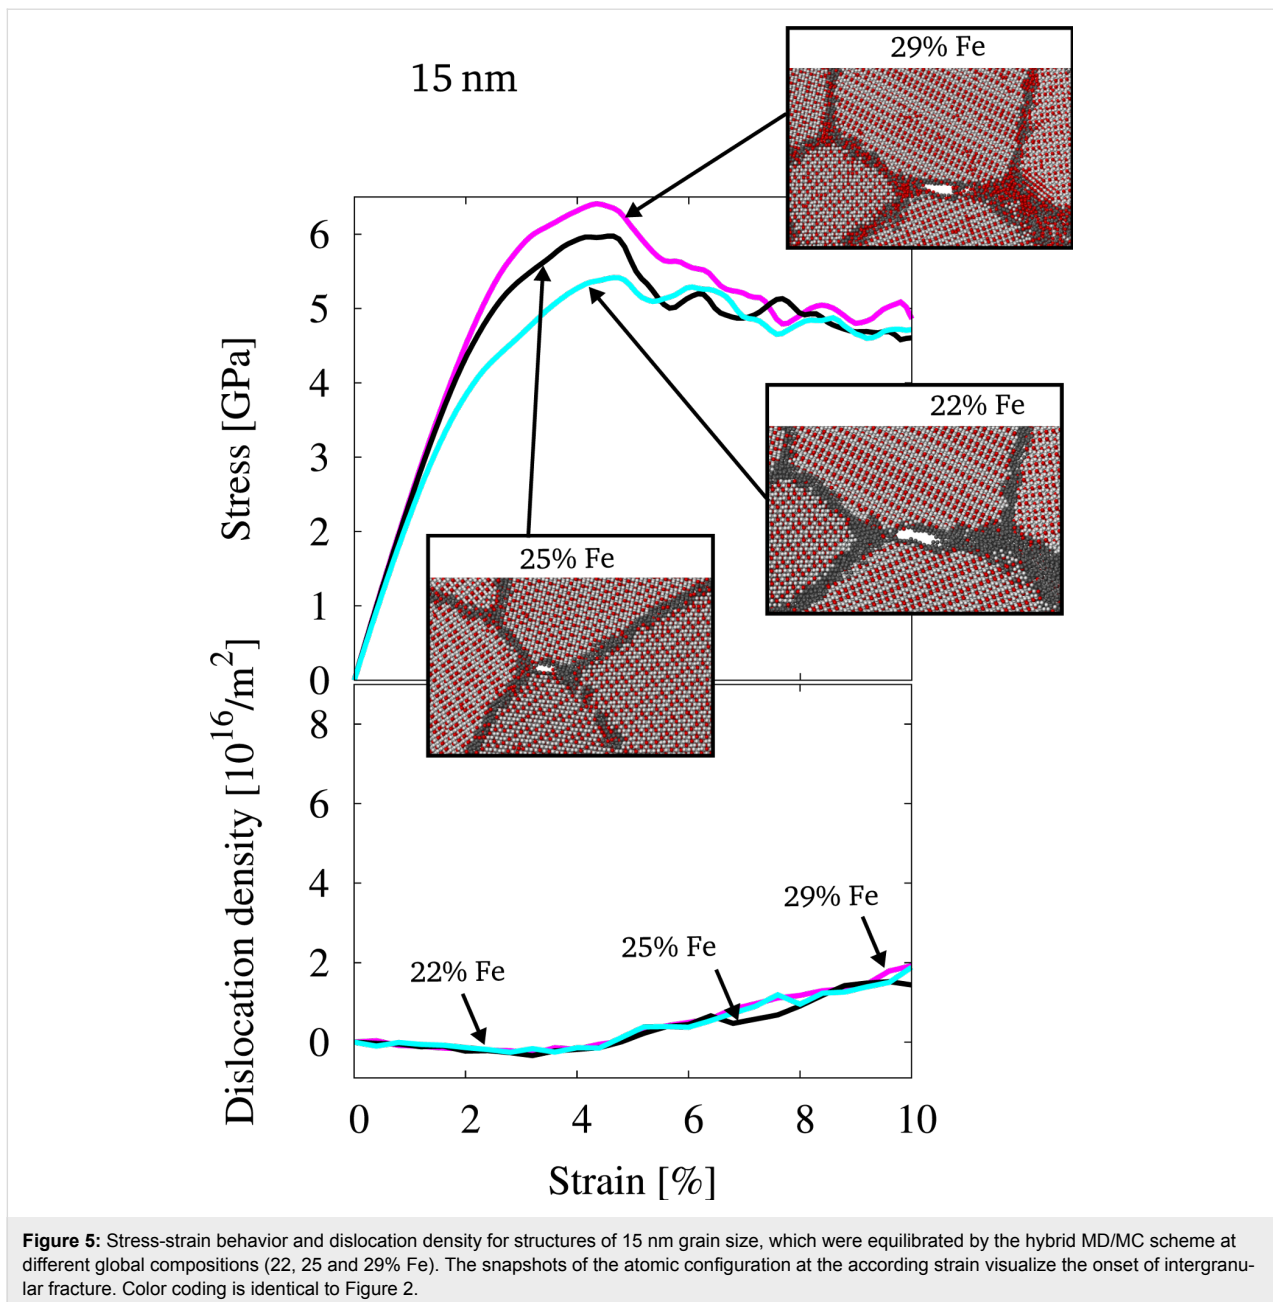 29% Fe
15 nm
6
5
4
3
2
1
0
Stress [GPa]
22% Fe
25% Fe
8
6
4
2
0
Dislocation density [10^16/m^2]
29% Fe
25% Fe
22% Fe
0 2 4 6 8 10
Strain [%]
Figure 5: Stress-strain behavior and dislocation density for structures of 15 nm grain size, which were equilibrated by the hybrid MD/MC scheme at
different global compositions (22, 25 and 29% Fe). The snapshots of the atomic configuration at the according strain visualize the onset of intergranu-
lar fracture. Color coding is identical to Figure 2.